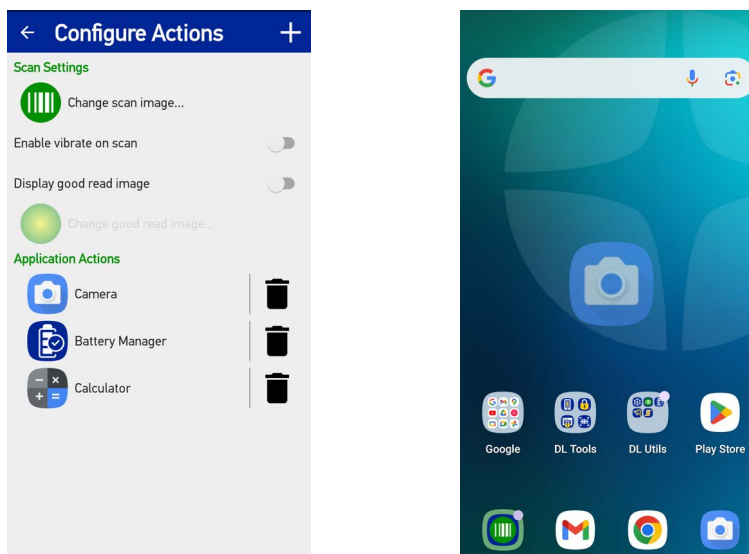 Configure Actions
Scan Settings
Change scan image...
Enable vibrate on scan
Display good read image
Change good read image...
Application Actions
Camera
Battery Manager
Calculator
Google
DL Tools
DL Utils
Play Store